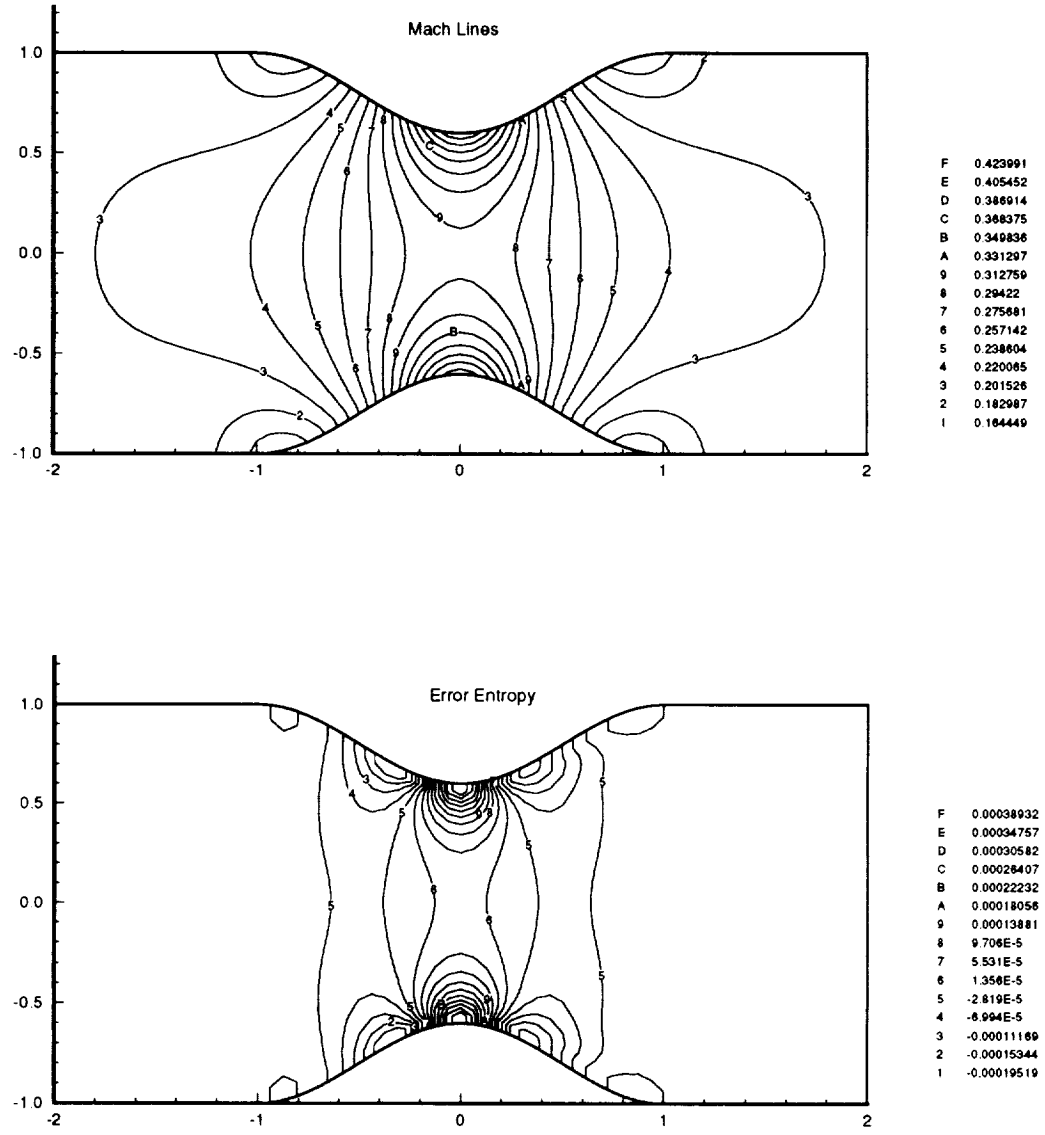 Mach Lines
1.0
0.5
0.0
-0.5
-1.0
-2
-1
0
1
2
F 0.423991
E 0.405452
D 0.386914
C 0.368375
B 0.349836
A 0.331297
9 0.312759
8 0.29422
7 0.275681
6 0.257142
5 0.238604
4 0.220065
3 0.201526
2 0.182987
1 0.164449
Error Entropy
1.0
0.5
0.0
-0.5
-1.0
-2
-1
0
1
2
F 0.00038932
E 0.00034757
D 0.00030582
C 0.00026407
B 0.00022232
A 0.00018056
9 0.00013881
8 9.706E-5
7 5.531E-5
6 1.356E-5
5 -2.819E-5
4 -6.994E-5
3 -0.00011169
2 -0.00015344
1 -0.00019519